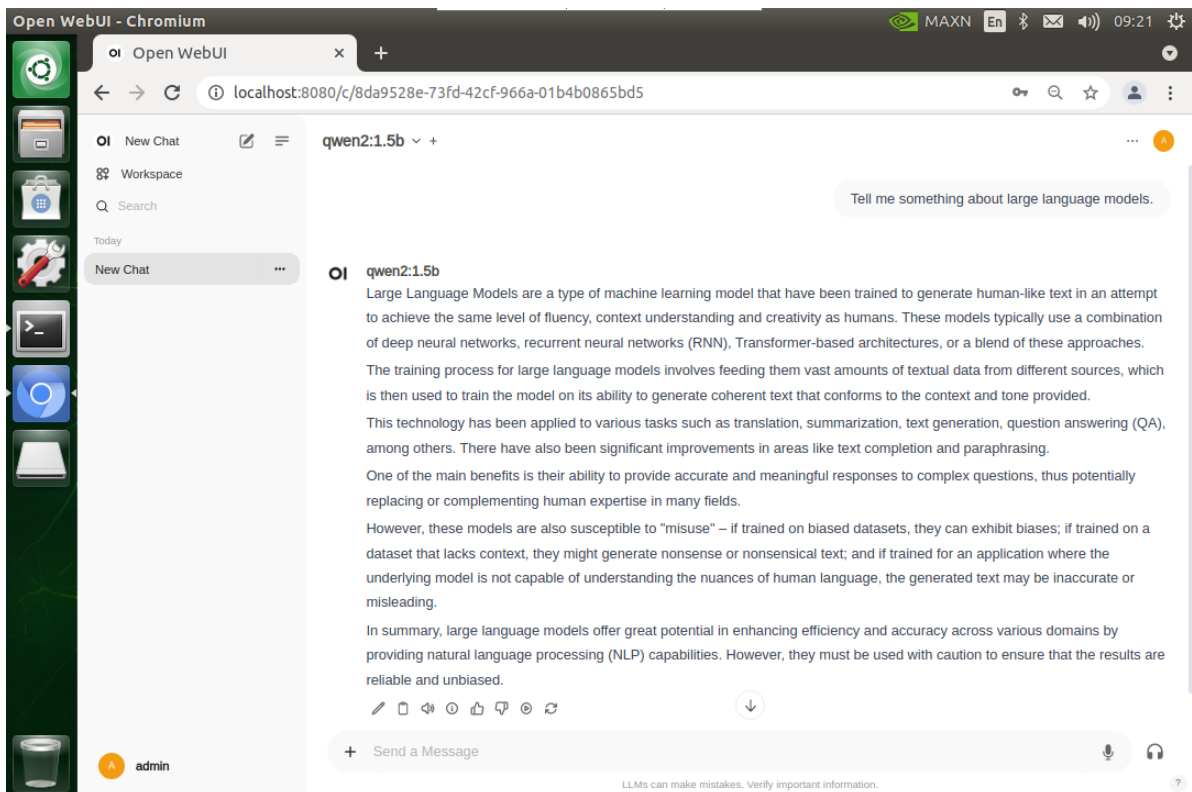 Open WebUI - Chromium
MAXN En 09:21
OI Open WebUI
localhost:8080/c/8da9528e-73fd-42cf-966a-01b4b0865bd5
OI New Chat
Workspace
Search
Today
New Chat
qwen2:1.5b
A
Tell me something about large language models.
OI qwen2:1.5b
Large Language Models are a type of machine learning model that have been trained to generate human-like text in an attempt
to achieve the same level of fluency, context understanding and creativity as humans. These models typically use a combination
of deep neural networks, recurrent neural networks (RNN), Transformer-based architectures, or a blend of these approaches.
The training process for large language models involves feeding them vast amounts of textual data from different sources, which
is then used to train the model on its ability to generate coherent text that conforms to the context and tone provided.
This technology has been applied to various tasks such as translation, summarization, text generation, question answering (QA),
among others. There have also been significant improvements in areas like text completion and paraphrasing.
One of the main benefits is their ability to provide accurate and meaningful responses to complex questions, thus potentially
replacing or complementing human expertise in many fields.
However, these models are also susceptible to "misuse" – if trained on biased datasets, they can exhibit biases; if trained on a
dataset that lacks context, they might generate nonsense or nonsensical text; and if trained for an application where the
underlying model is not capable of understanding the nuances of human language, the generated text may be inaccurate or
misleading.
In summary, large language models offer great potential in enhancing efficiency and accuracy across various domains by
providing natural language processing (NLP) capabilities. However, they must be used with caution to ensure that the results are
reliable and unbiased.
Send a Message
A admin
LLMs can make mistakes. Verify important information.
?